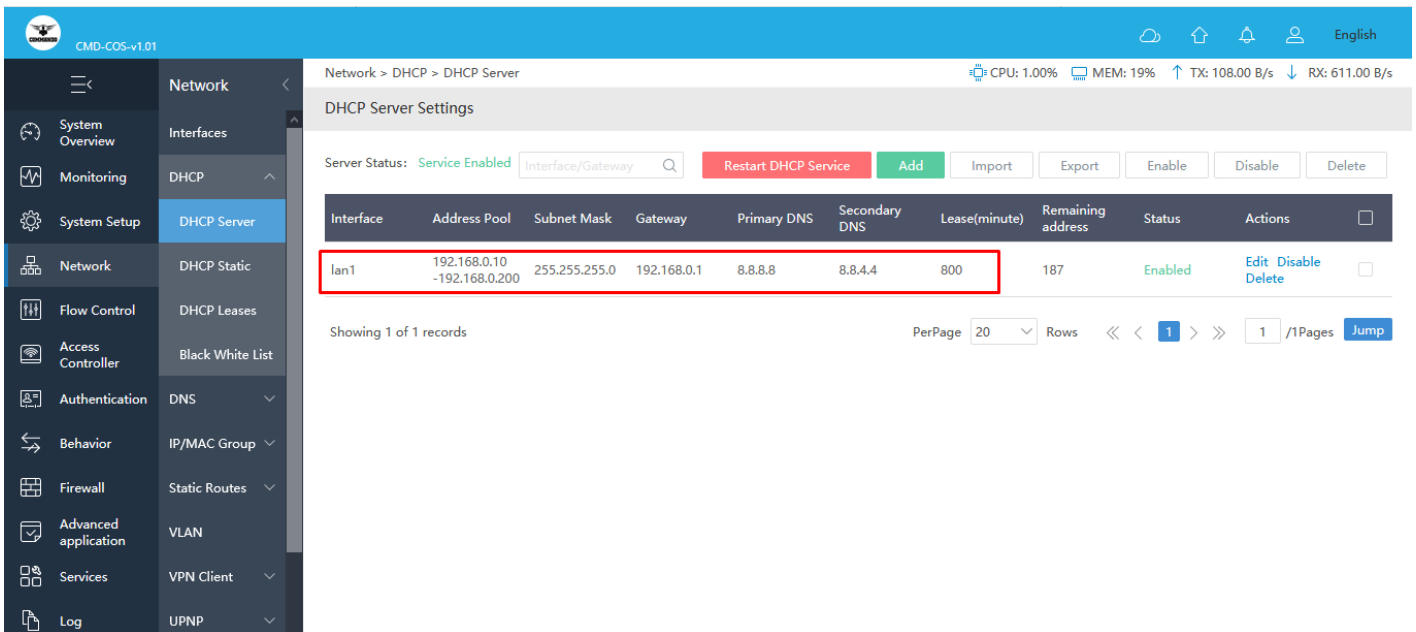 COMMANDO
CMD-COS-v1.01
English
Network
Network > DHCP > DHCP Server
CPU: 1.00%
MEM: 19%
TX: 108.00 B/s
RX: 611.00 B/s
DHCP Server Settings
System
Overview
Monitoring
System Setup
Network
Flow Control
Access
Controller
Authentication
Behavior
Firewall
Advanced
application
Services
Log
Interfaces
DHCP
DHCP Server
DHCP Static
DHCP Leases
Black White List
DNS
IP/MAC Group
Static Routes
VLAN
VPN Client
UPNP
Server Status: Service Enabled
Interface/Gateway
Restart DHCP Service
Add
Import
Export
Enable
Disable
Delete
Interface
Address Pool
Subnet Mask
Gateway
Primary DNS
Secondary
DNS
Lease(minute)
Remaining
address
Status
Actions
lan1
192.168.0.10
-192.168.0.200
255.255.255.0
192.168.0.1
8.8.8.8
8.8.4.4
800
187
Enabled
Edit Disable
Delete
Showing 1 of 1 records
PerPage 20 Rows
1
1 /1Pages
Jump